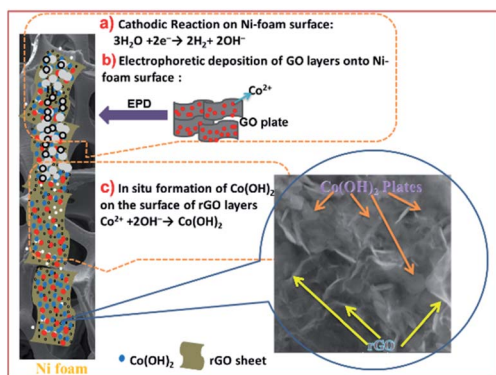 a) Cathodic Reaction on Ni-foam surface:
3H₂O +2e⁻→ 2H₂+ 2OH⁻
b) Electrophoretic deposition of GO layers onto Ni-
foam surface :
Co²⁺
EPD
GO plate
c) In situ formation of Co(OH)₂
on the surface of rGO layers
Co²⁺ +2OH⁻→ Co(OH)₂
Co(OH)₂ Plates
rGO
Co(OH)₂
rGO sheet
Ni foam